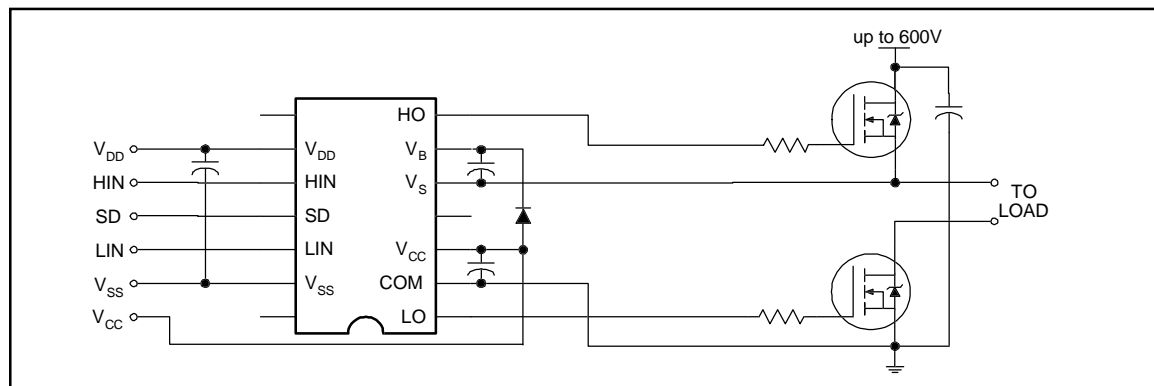 up to 600V
HO
V_DD
V_DD
V_B
HIN
HIN
V_S
TO
LOAD
SD
SD
LIN
LIN
V_CC
V_SS
V_SS
COM
V_CC
LO